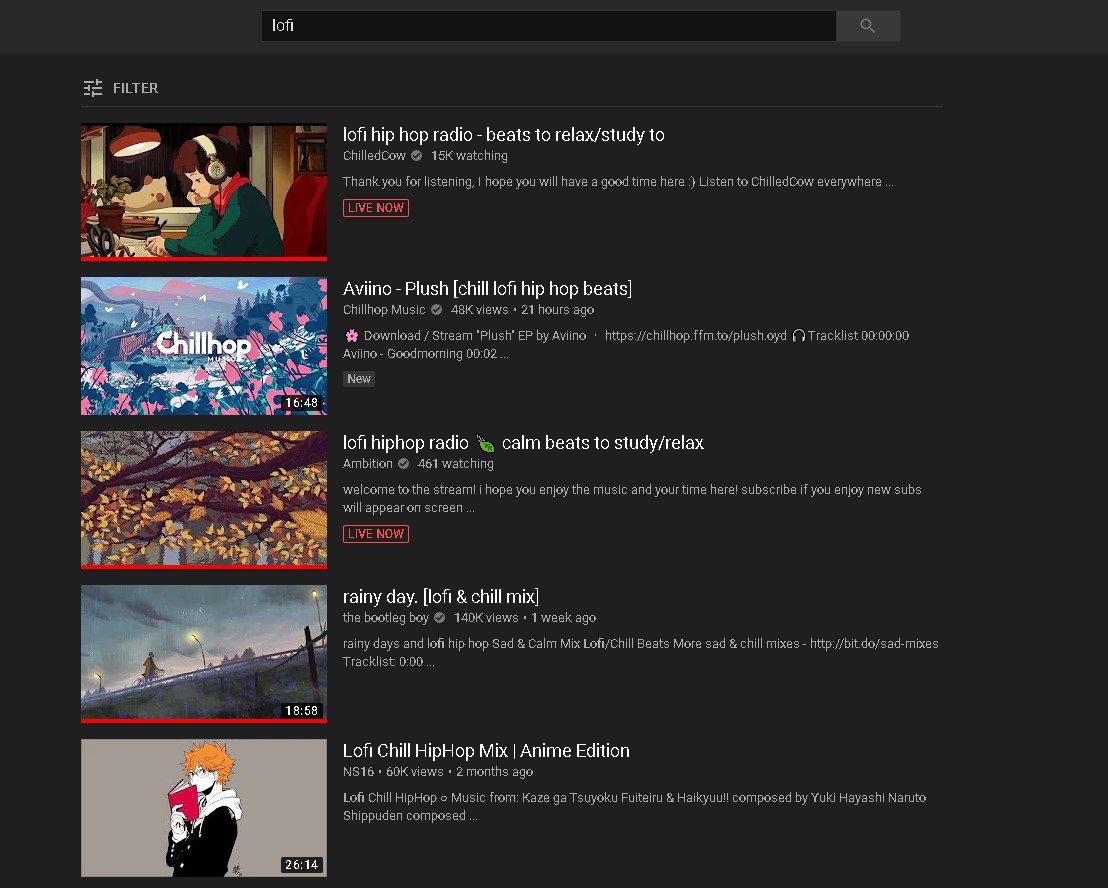 lofi
FILTER
lofi hip hop radio - beats to relax/study to
ChilledCow 15K watching
Thank you for listening, I hope you will have a good time here :) Listen to ChilledCow everywhere ...
LIVE NOW
Chillhop
MUSIC
16:48
Aviino - Plush [chill lofi hip hop beats]
Chillhop Music 48K views • 21 hours ago
🌸 Download / Stream "Plush" EP by Aviino · https://chillhop.ffm.to/plush.oyd 🎧 Tracklist 00:00:00
Aviino - Goodmorning 00:02 ...
New
lofi hiphop radio 🍃 calm beats to study/relax
Ambition 461 watching
welcome to the stream! i hope you enjoy the music and your time here! subscribe if you enjoy new subs
will appear on screen ...
LIVE NOW
18:58
rainy day. [lofi & chill mix]
the bootleg boy 140K views • 1 week ago
rainy days and lofi hip hop Sad & Calm Mix Lofi/Chill Beats More sad & chill mixes - http://bit.do/sad-mixes
Tracklist: 0:00 ...
26:14
Lofi Chill HipHop Mix | Anime Edition
NS16 • 60K views • 2 months ago
Lofi Chill HipHop ○ Music from: Kaze ga Tsuyoku Fuiteiru & Haikyuu!! composed by Yuki Hayashi Naruto
Shippuden composed ...